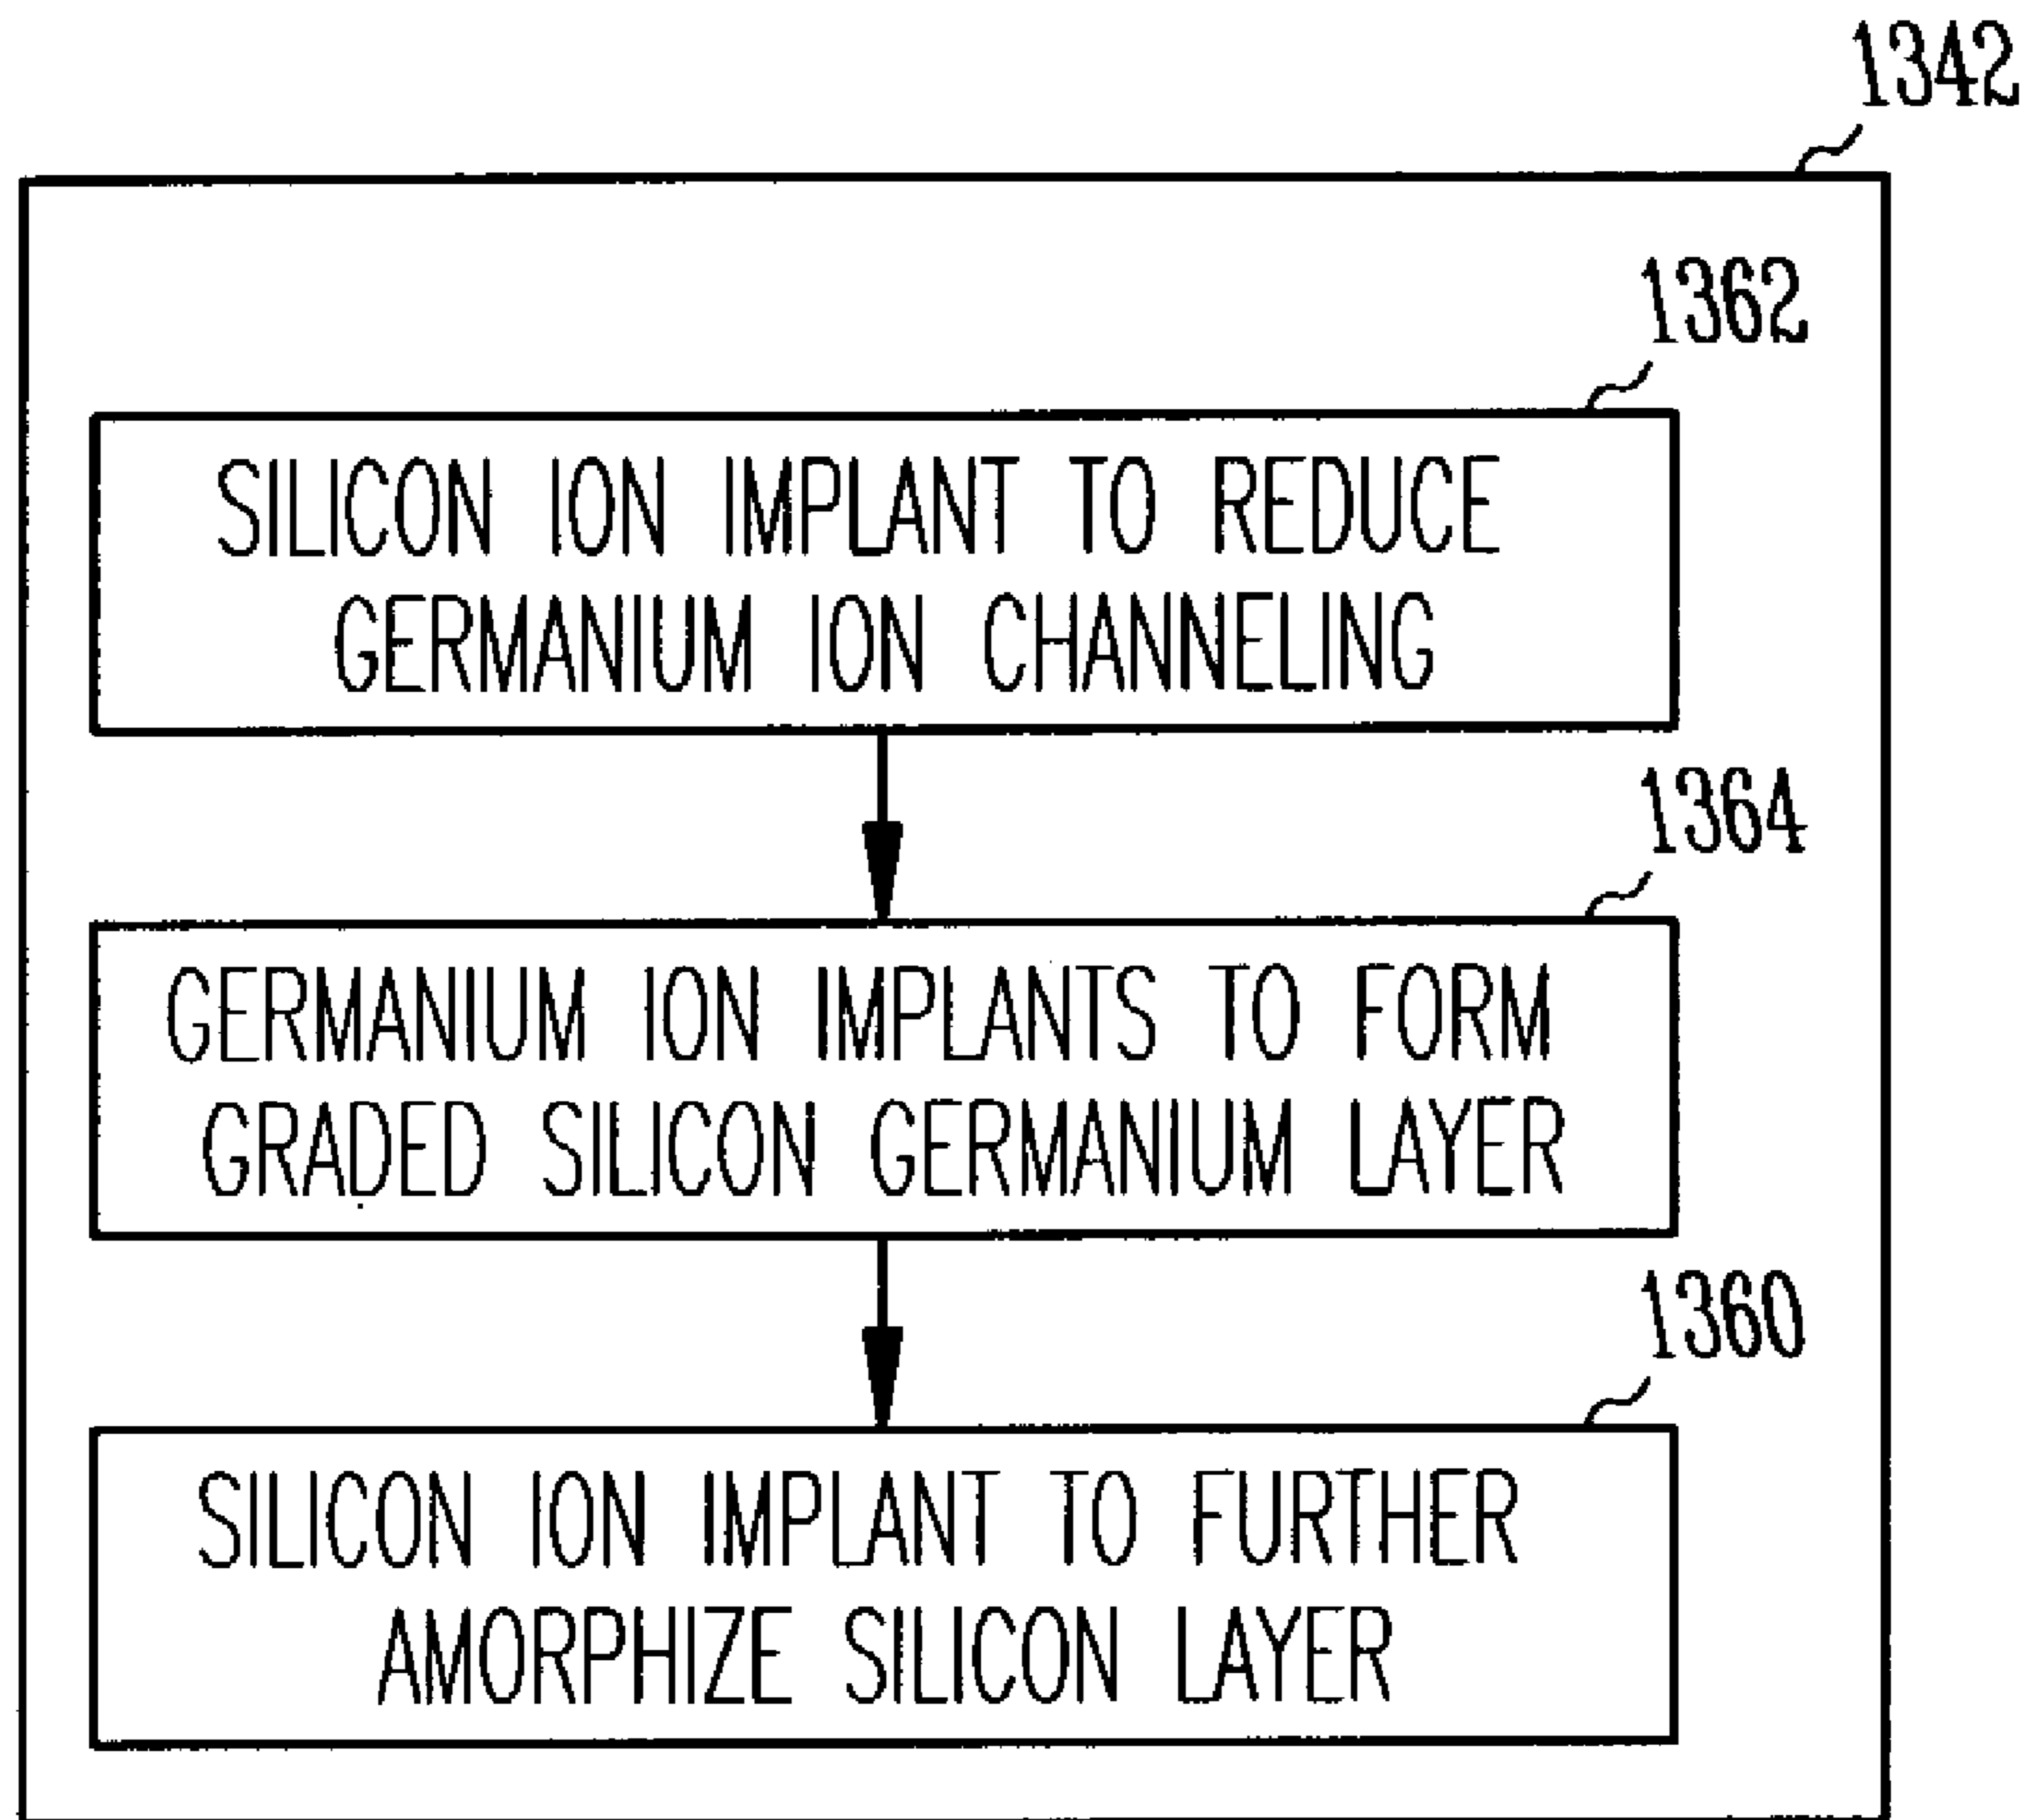 1342
1362
SILICON ION IMPLANT TO REDUCE
GERMANIUM ION CHANNELING
1364
GERMANIUM ION IMPLANTS TO FORM
GRADED SILICON GERMANIUM LAYER
1360
SILICON ION IMPLANT TO FURTHER
AMORPHIZE SILICON LAYER